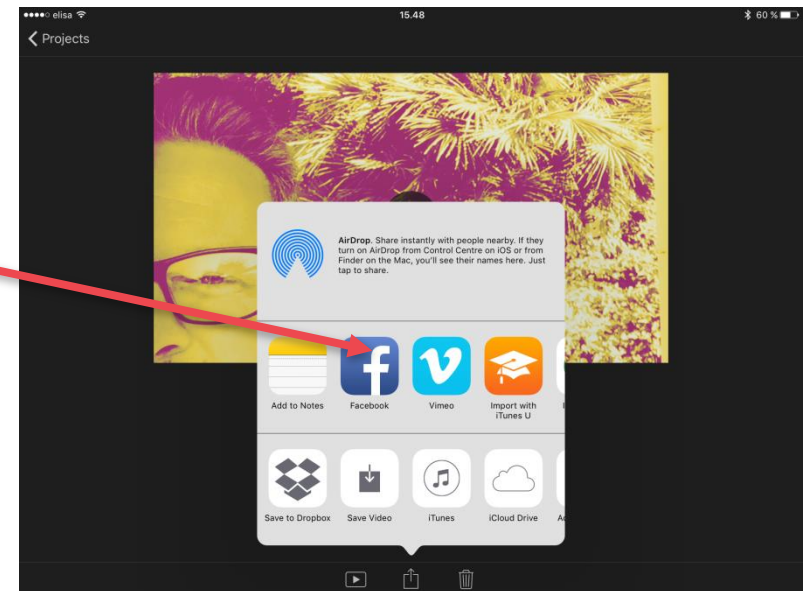 elisa 15.48 60 %
Projects
AirDrop. Share instantly with people nearby. If they
turn on AirDrop from Control Centre on iOS or from
Finder on the Mac, you'll see their names here. Just
tap to share.
Add to Notes Facebook Vimeo Import with
iTunes U
Save to Dropbox Save Video iTunes iCloud Drive